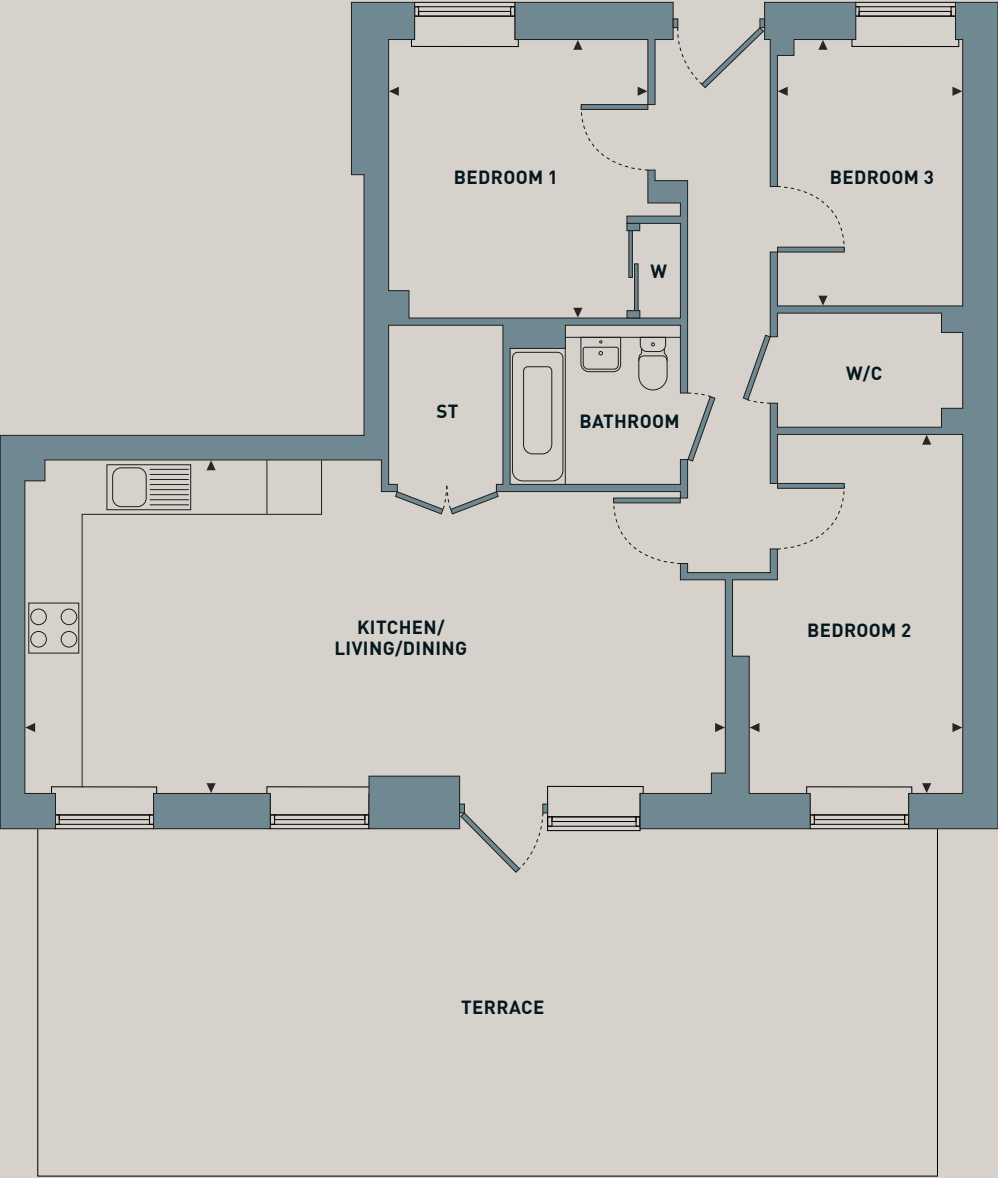 BEDROOM 1
BEDROOM 3
W
W/C
ST
BATHROOM
KITCHEN/
LIVING/DINING
BEDROOM 2
TERRACE